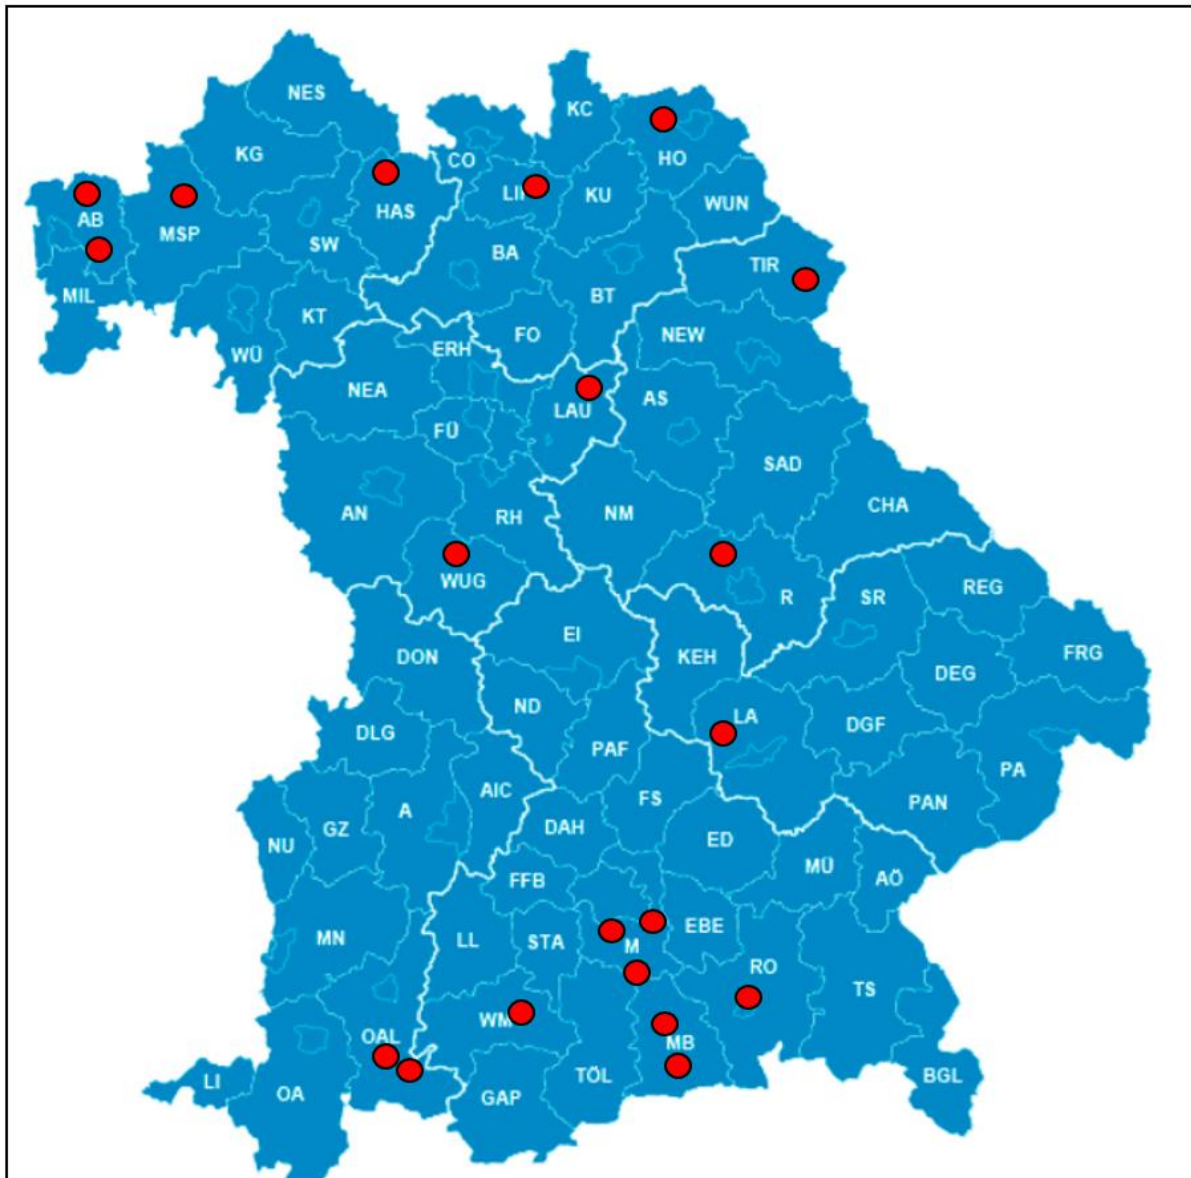 NES
KC
KG
CO
HO
LIF
KU
HAS
WUN
AB
MSP
SW
BA
TIR
MIL
BT
KT
FO
NEW
WÜ
ERH
NEA
AS
LAU
FÜ
SAD
CHA
AN
RH
NM
WUG
R
SR
REG
EI
DON
KEH
FRG
DEG
ND
LA
DLG
PAF
DGF
PA
AIC
FS
PAN
A
GZ
DAH
ED
NU
MÜ
AÖ
FFB
MN
LL
STA
M
EBE
RO
TS
WM
OAL
MB
TÖL
BGL
LI
OA
GAP